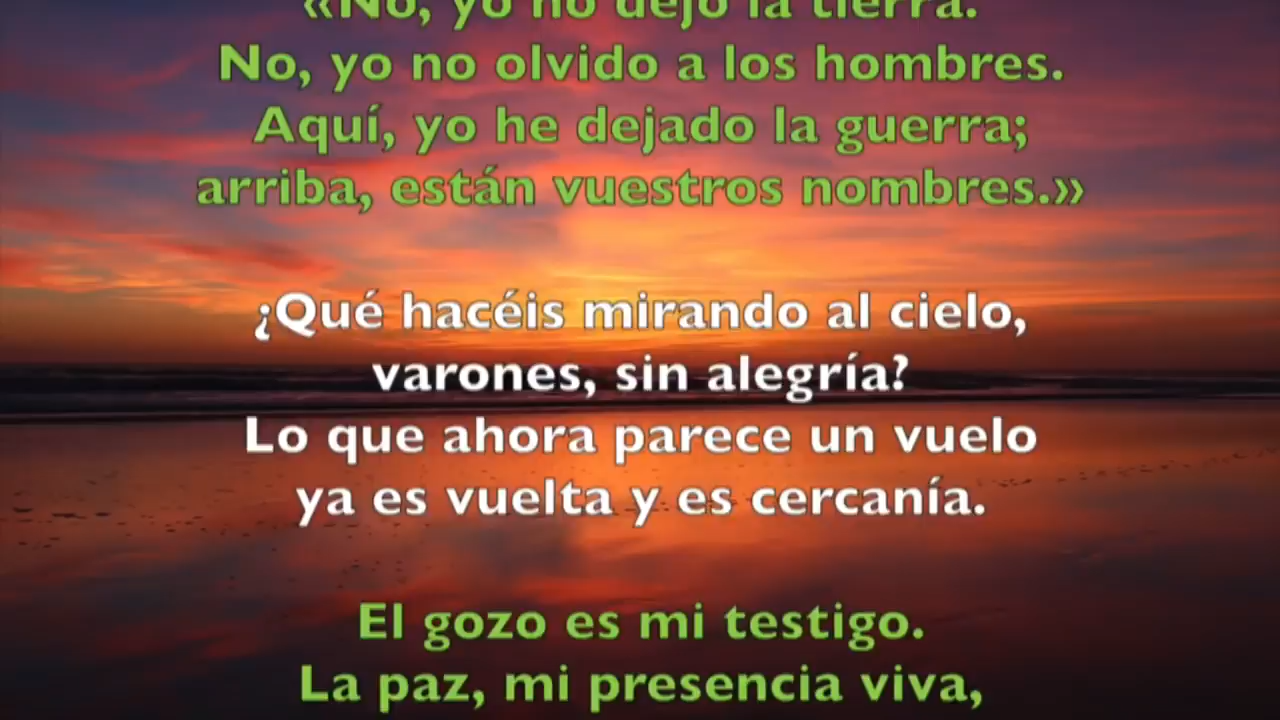 «No, yo no dejo la tierra.
No, yo no olvido a los hombres.
Aquí, yo he dejado la guerra;
arriba, están vuestros nombres.»
¿Qué hacéis mirando al cielo,
varones, sin alegría?
Lo que ahora parece un vuelo
ya es vuelta y es cercanía.
El gozo es mi testigo.
La paz, mi presencia viva,